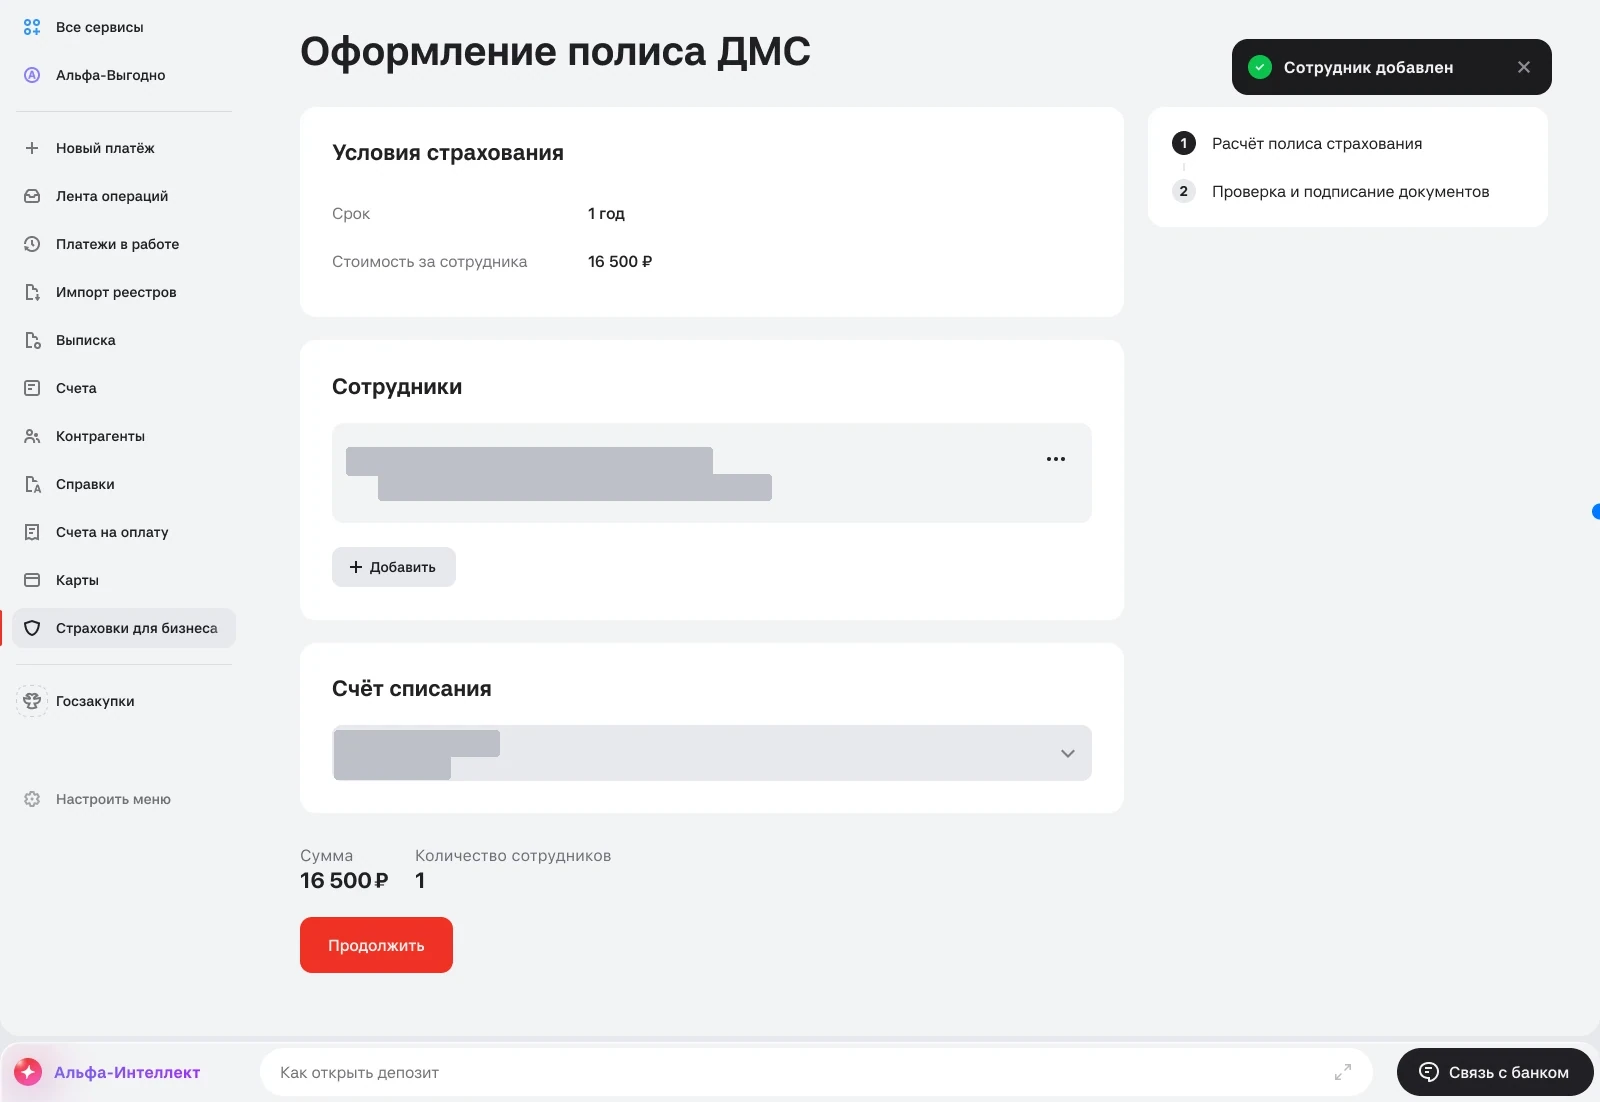 Все сервисы
Альфа-Выгодно
Новый платёж
Лента операций
Платежи в работе
Импорт реестров
Выписка
Счета
Контрагенты
Справки
Счета на оплату
Карты
Страховки для бизнеса
Госзакупки
Настроить меню
Оформление полиса ДМС
Сотрудник добавлен
Условия страхования
Срок 1 год
Стоимость за сотрудника 16 500 ₽
1 Расчёт полиса страхования
2 Проверка и подписание документов
Сотрудники
Добавить
Счёт списания
Сумма Количество сотрудников
16 500 ₽ 1
Продолжить
Альфа-Интеллект
Как открыть депозит
Связь с банком